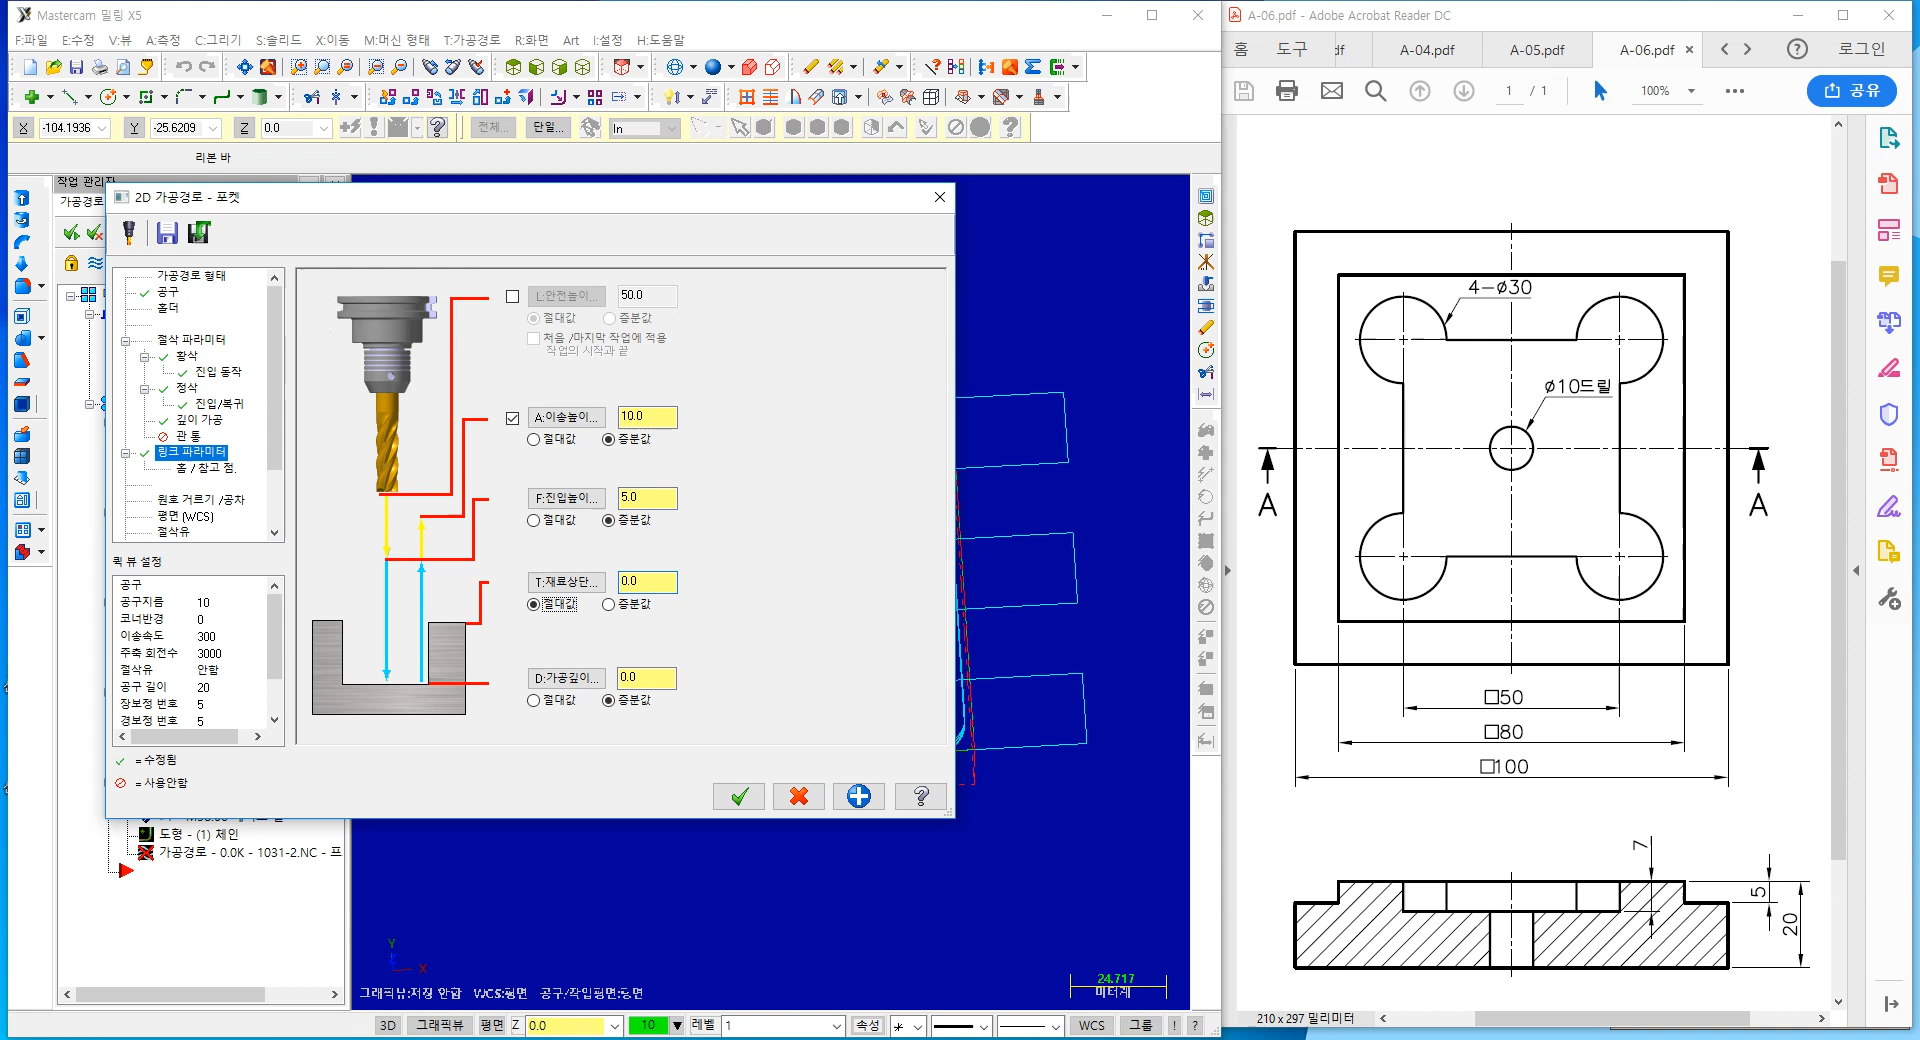 Mastercam 밀링 X5
F:파일 E:수정 V:뷰 A:측정 C:그리기 S:솔리드 X:이동 M:머신 형태 T:가공경로 R:화면 Art I:설정 H:도움말
X -104.1936 Y -25.6209 Z 0.0 전체... 단일... In
리본 바
작업 관리자
가공경로
2D 가공경로 - 포켓
가공경로 형태
공구
홀더
절삭 파라미터
황삭
진입 동작
정삭
진입/복귀
깊이 가공
관 통
링크 파라미터
홈 / 참고 점.
원호 거르기 /공차
평면 (WCS)
절삭유
퀵 뷰 설정
공구
공구지름 10
코너반경 0
이송속도 300
주축 회전수 3000
절삭유 안함
공구 길이 20
장보정 번호 5
경보정 번호 5
= 수정됨
= 사용안함
L:안전높이... 50.0
절대값 증분값
처음 /마지막 작업에 적용
작업의 시작과 끝
A:이송높이... 10.0
절대값 증분값
F:진입높이... 5.0
절대값 증분값
T:재료상단... 0.0
절대값 증분값
D:가공깊이... 0.0
절대값 증분값
도형 - (1) 체인
가공경로 - 0.0K - 1031-2.NC - 프
Y
X
그래픽뷰:저장 안함 WCS:평면 공구/작업평면:평면
24.717
미터계
3D 그래픽뷰 평면 Z 0.0 10 레벨 1 속성 WCS 그룹 ! ?
A-06.pdf - Adobe Acrobat Reader DC
홈 도구 df A-04.pdf A-05.pdf A-06.pdf 로그인
1 / 1 100% 공유
4-ø30
ø10드릴
A A
□50
□80
□100
7
5
20
210 x 297 밀리미터